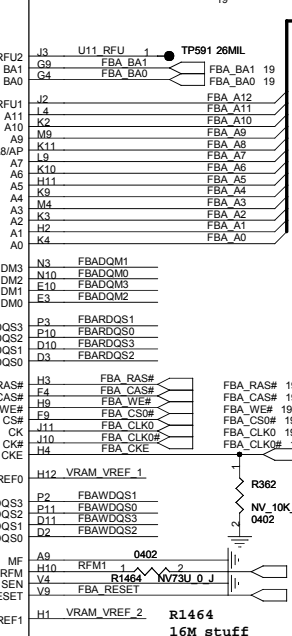 19
RFU2 J3 U11_RFU 1 TP591 26MIL
BA1 G9 FBA_BA1 FBA_BA1 19
BA0 G4 FBA_BA0 FBA_BA0 19
RFU1 J2 FBA_A12
A11 L4 FBA_A11
A10 K2 FBA_A10
A9 M9 FBA_A9
8/AP K11 FBA_A8
A7 L9 FBA_A7
A6 K10 FBA_A6
A5 H11 FBA_A5
A4 K9 FBA_A4
A3 M4 FBA_A3
A2 K3 FBA_A2
A1 H2 FBA_A1
A0 K4 FBA_A0
DM3 N3 FBADQM1
DM2 N10 FBADQM0
DM1 E10 FBADQM3
DM0 E3 FBADQM2
DQS3 P3 FBARDQS1
DQS2 P10 FBARDQS0
DQS1 D10 FBARDQS3
DQS0 D3 FBARDQS2
RAS# H3 FBA_RAS# FBA_RAS# 19
CAS# F4 FBA_CAS# FBA_CAS# 19
WE# H9 FBA_WE# FBA_WE# 19
CS# F9 FBA_CS0# FBA_CS0# 19
CK J11 FBA_CLK0 FBA_CLK0 19
CK# J10 FBA_CLK0# FBA_CLK0# 1
CKE H4 FBA_CKE
REF0 H12 VRAM_VREF_1
R362
NV_10K_
0402
1
2
DQS3 P2 FBAWDQS1
DQS2 P11 FBAWDQS0
DQS1 D11 FBAWDQS3
DQS0 D2 FBAWDQS2
MF A9 0402
RFM H10 RFM1 1 2
SEN V4 R1464 NV73U_0_J
ESET V9 FBA_RESET
REF1 H1 VRAM_VREF_2 R1464
16M stuff